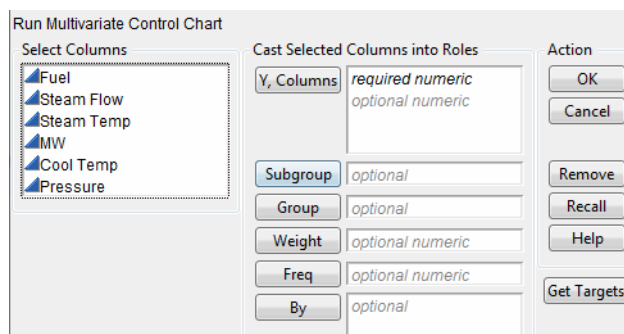 Run Multivariate Control Chart
Select Columns
Fuel
Steam Flow
Steam Temp
MW
Cool Temp
Pressure
Cast Selected Columns into Roles
Y, Columns required numeric
optional numeric
Subgroup optional
Group optional
Weight optional numeric
Freq optional numeric
By optional
Action
OK
Cancel
Remove
Recall
Help
Get Targets